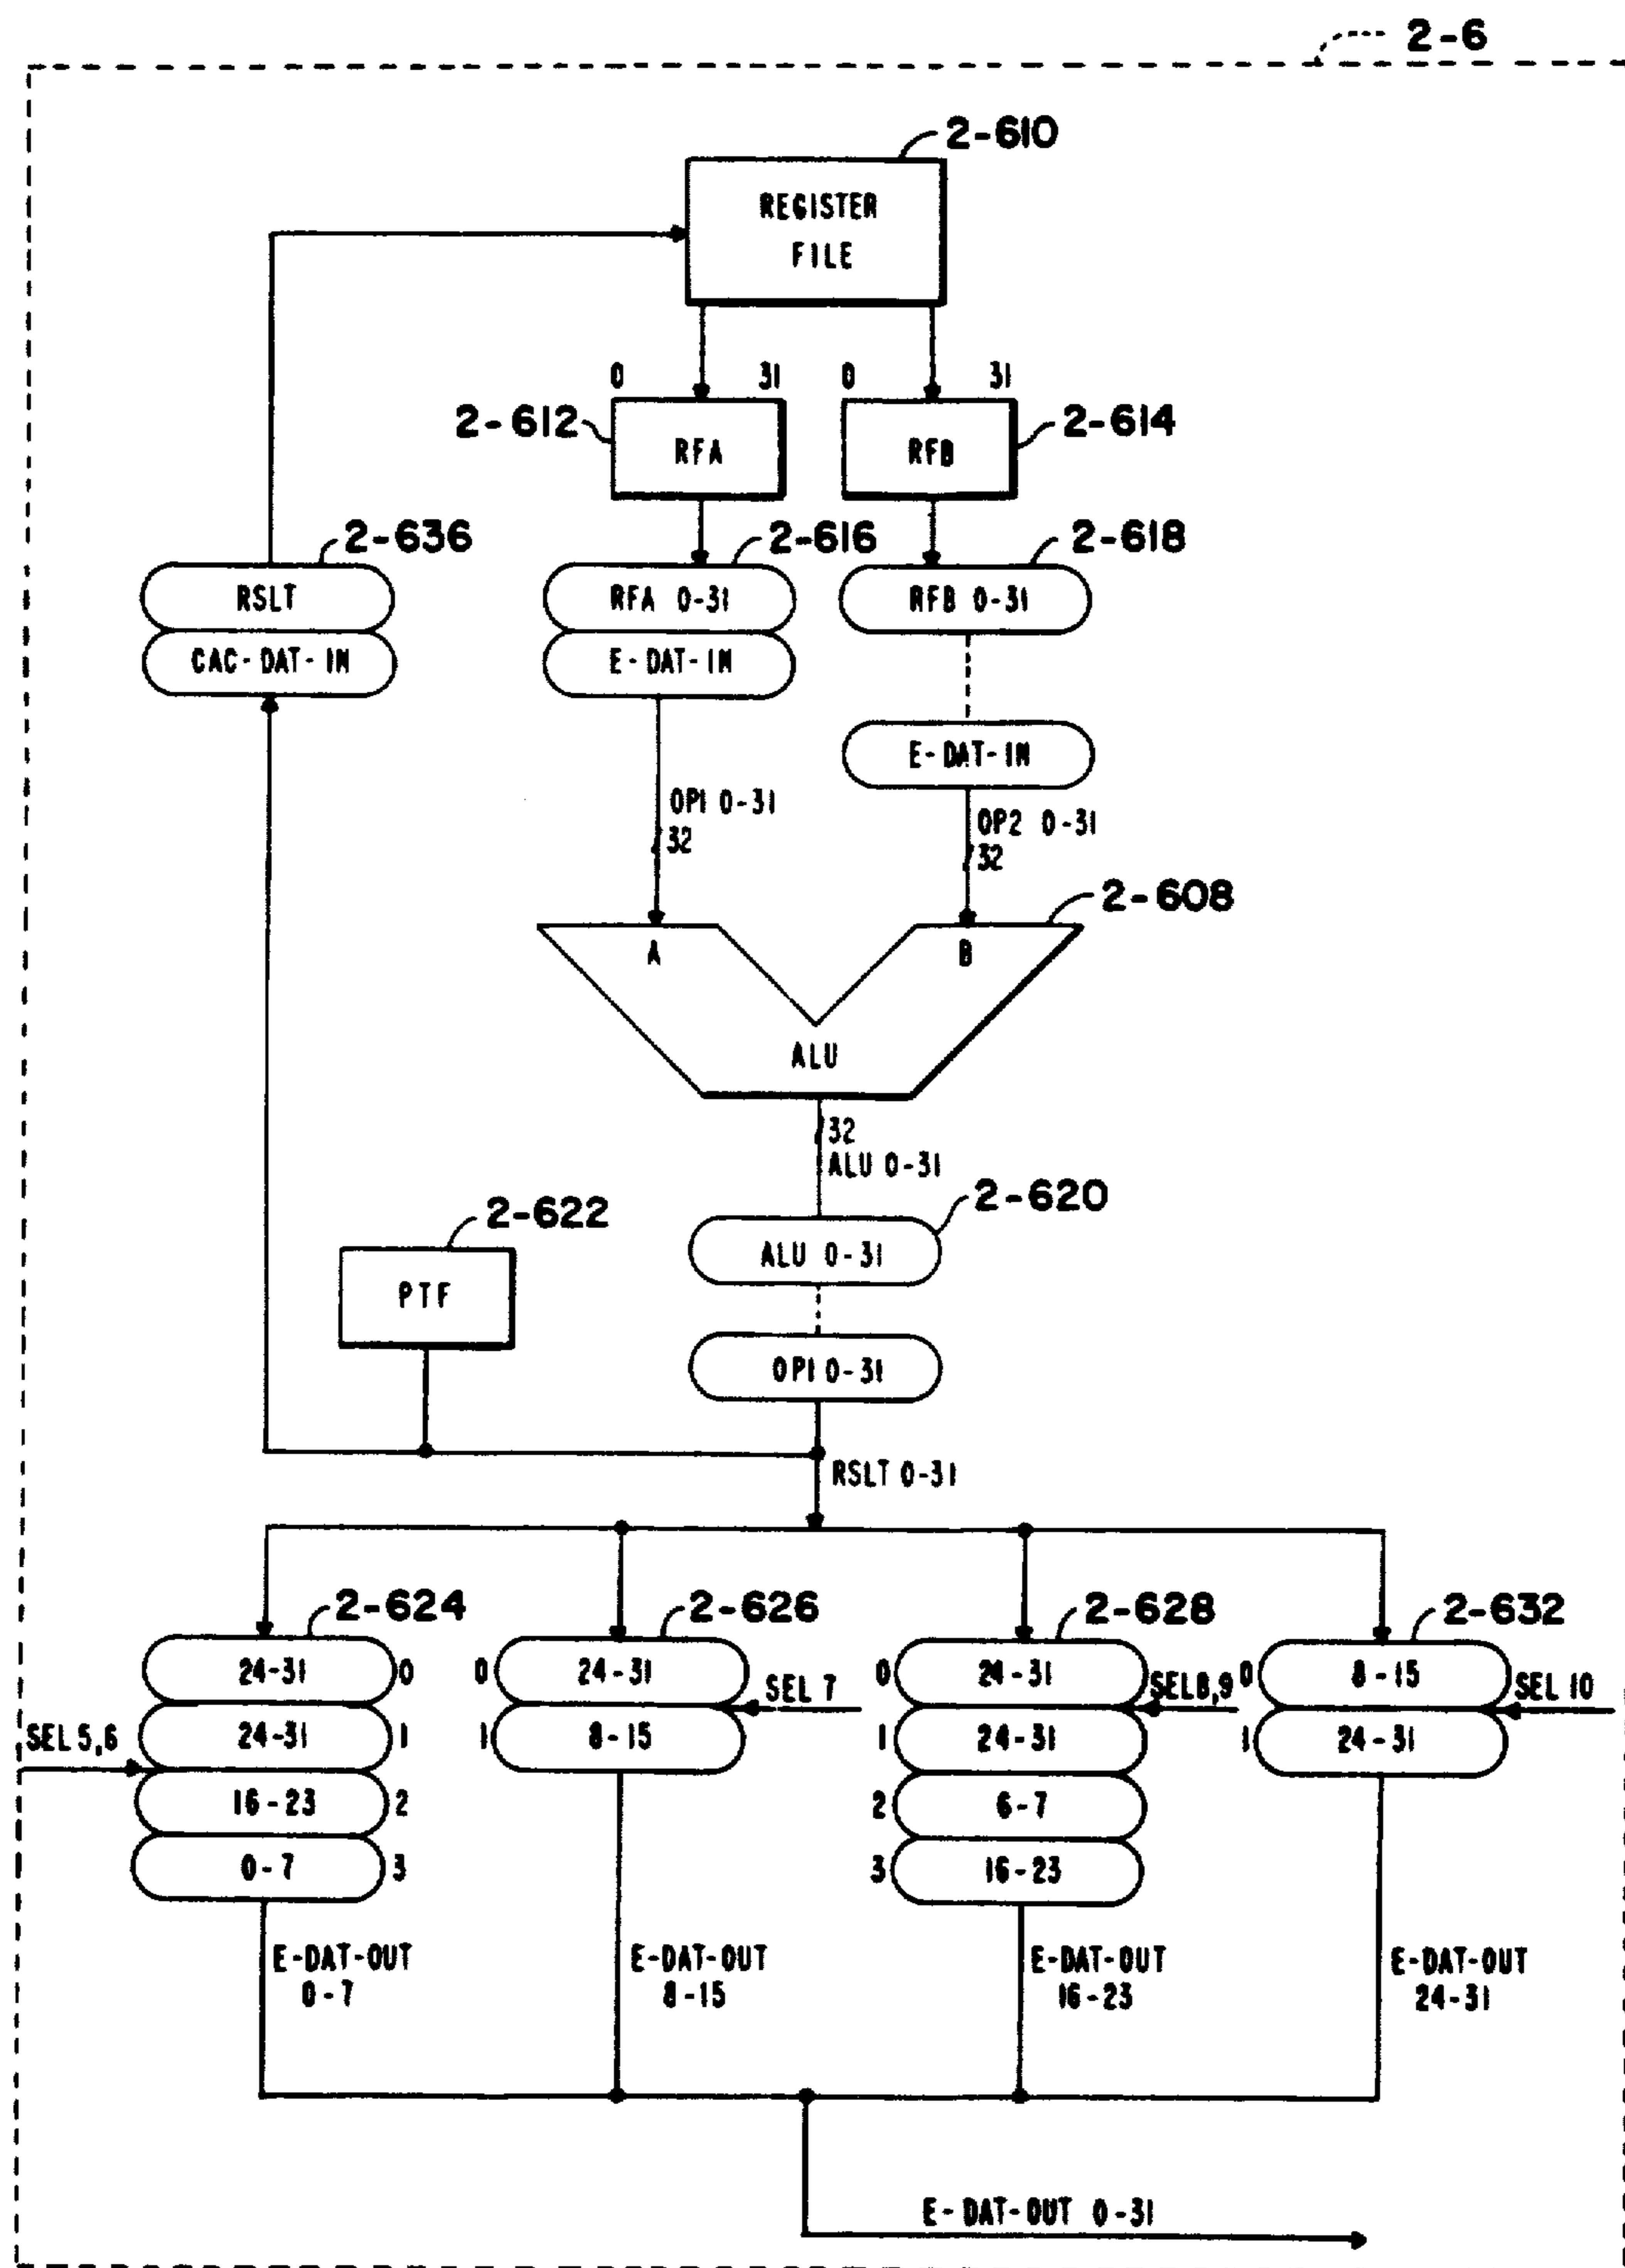 2-6
2-610
REGISTER
FILE
0 31 0 31
2-612 RFA RFB 2-614
2-636 2-616 2-618
RSLT RFA 0-31 RFB 0-31
CAC-DAT-IN E-DAT-IN
E-DAT-IN
OP1 0-31
32
OP2 0-31
32
2-608
A B
ALU
32
ALU 0-31
2-620
2-622
ALU 0-31
PTF
OP1 0-31
RSLT 0-31
2-624 2-626 2-628 2-632
24-31 0 0 24-31 0 24-31 0 8-15
SEL 7 SEL8,9 SEL 10
SEL 5,6 24-31 1 1 8-15 1 24-31 1 24-31
16-23 2 2 6-7
0-7 3 3 16-23
E-DAT-OUT E-DAT-OUT E-DAT-OUT E-DAT-OUT
0-7 8-15 16-23 24-31
E-DAT-OUT 0-31